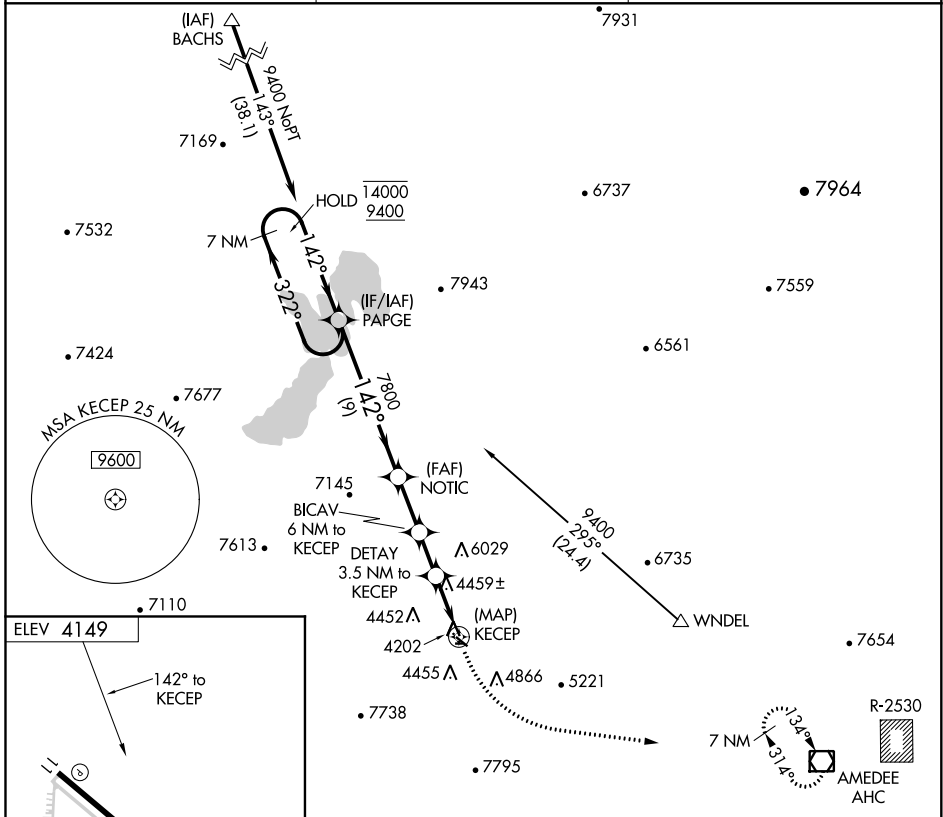 (IAF)
BACHS
7931
9400 NoPT
143°
(38.1)
7169
HOLD 14000
9400
6737
7964
7532
7 NM
142°
322°
(IF/IAF)
PAPGE
7943
7559
7424
6561
7677
7800
142°
(9)
MSA KECEP 25 NM
9600
(FAF)
NOTIC
7145
BICAV
6 NM to
KECEP
9400
295°
(24.4)
7613
6029
6735
DETAY
3.5 NM to
KECEP
4459±
7110
4452
(MAP)
KECEP
WNDEL
ELEV 4149
4202
7654
142° to
KECEP
4455
4866
5221
R-2530
7738
7 NM
134°
314°
7795
AMEDEE
AHC
P